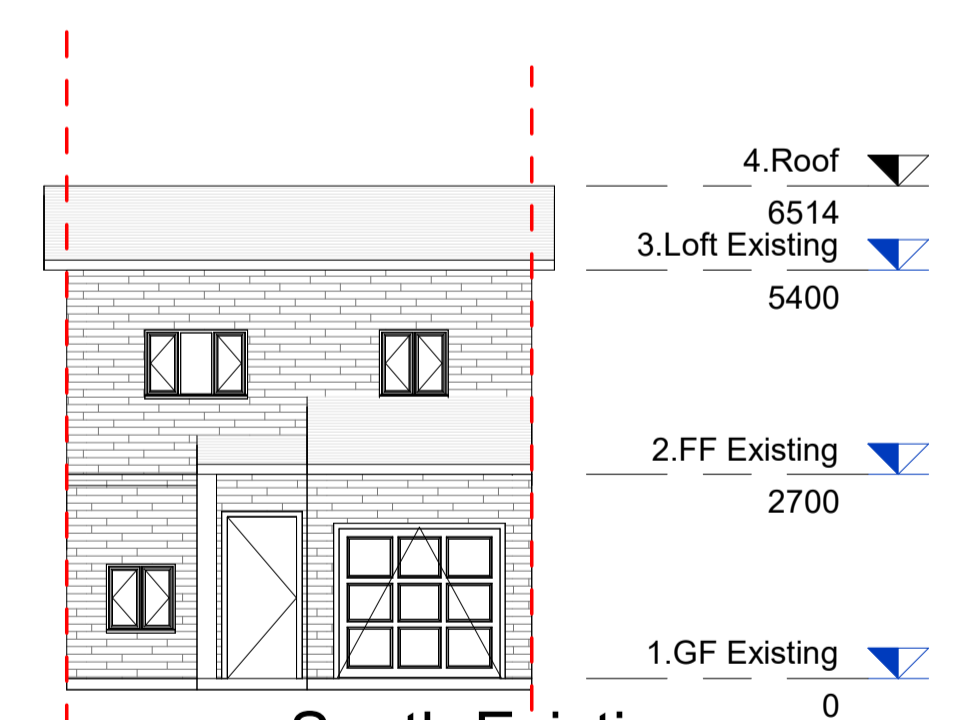 4.Roof
6514
3.Loft Existing
5400
2.FF Existing
2700
1.GF Existing
0